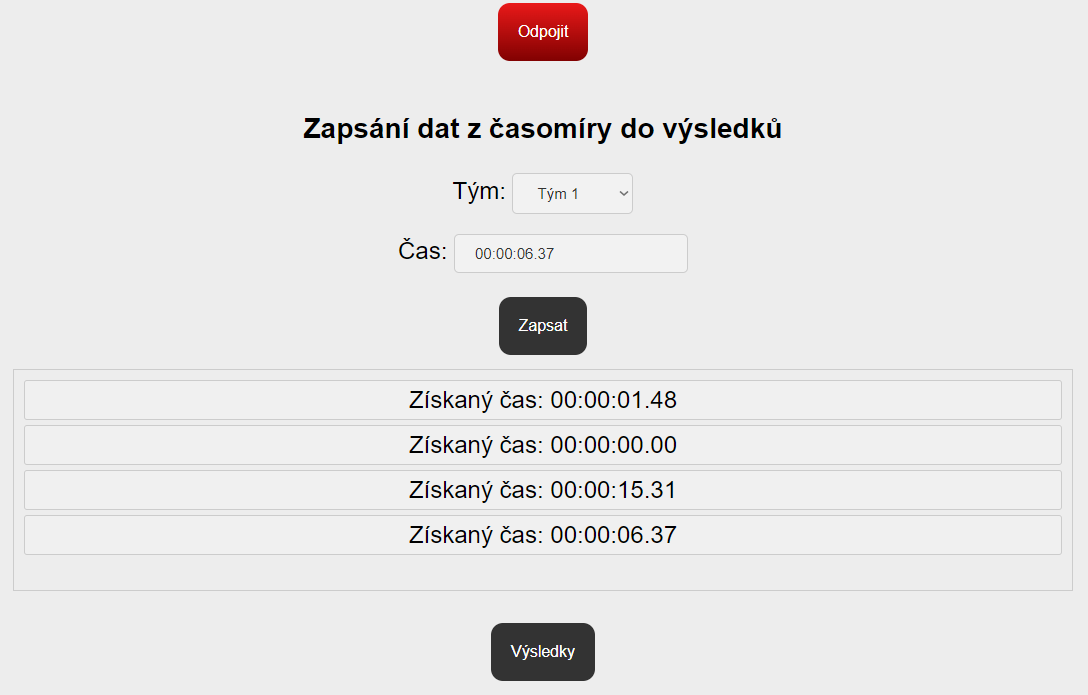 Odpojit
Zapsání dat z časomíry do výsledků
Tým: Tým 1
Čas: 00:00:06.37
Zapsat
Získaný čas: 00:00:01.48
Získaný čas: 00:00:00.00
Získaný čas: 00:00:15.31
Získaný čas: 00:00:06.37
Výsledky